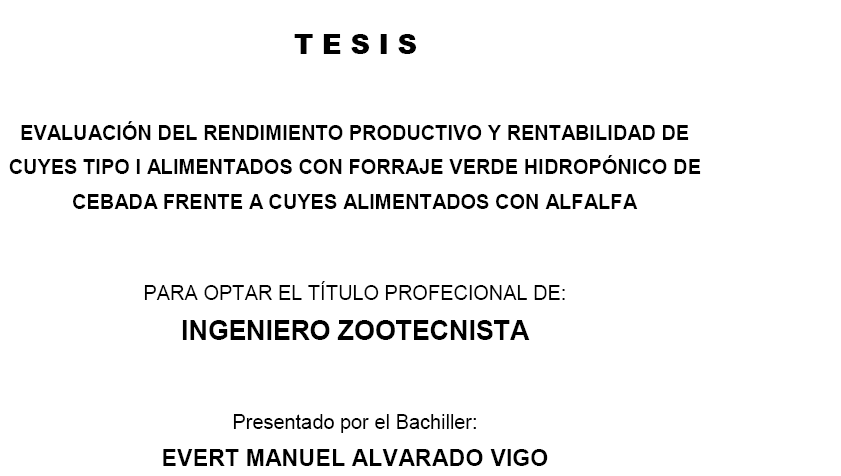 T E S I S
EVALUACIÓN DEL RENDIMIENTO PRODUCTIVO Y RENTABILIDAD DE
CUYES TIPO I ALIMENTADOS CON FORRAJE VERDE HIDROPÓNICO DE
CEBADA FRENTE A CUYES ALIMENTADOS CON ALFALFA
PARA OPTAR EL TÍTULO PROFECIONAL DE:
INGENIERO ZOOTECNISTA
Presentado por el Bachiller:
EVERT MANUEL ALVARADO VIGO